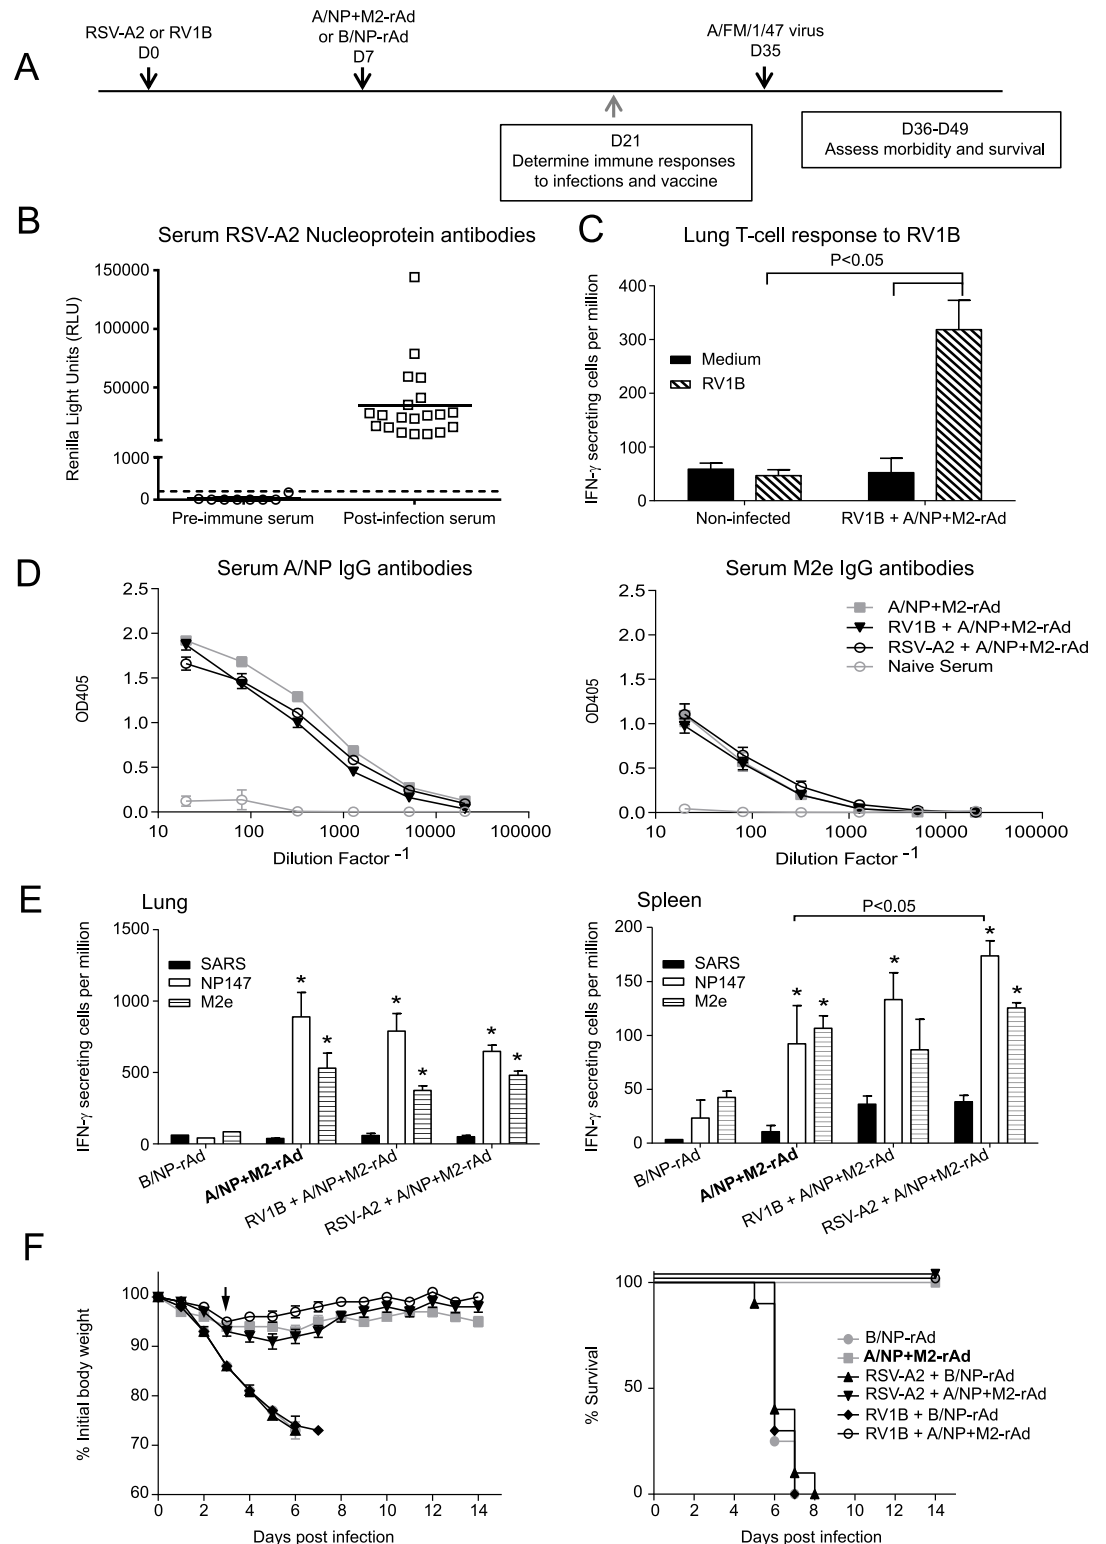 A
RSV-A2 or RV1B
D0
A/NP+M2-rAd
or B/NP-rAd
D7
A/FM/1/47 virus
D35
D21
Determine immune responses
to infections and vaccine
D36-D49
Assess morbidity and survival
B
Serum RSV-A2 Nucleoprotein antibodies
Renilla Light Units (RLU)
150000
100000
50000
1000
0
Pre-immune serum
Post-infection serum
C
Lung T-cell response to RV1B
P<0.05
IFN-γ secreting cells per million
400
300
200
100
0
Medium
RV1B
Non-infected
RV1B + A/NP+M2-rAd
D
Serum A/NP IgG antibodies
OD405
2.5
2.0
1.5
1.0
0.5
0.0
10
100
1000
10000
100000
Dilution Factor -1
Serum M2e IgG antibodies
OD405
2.5
2.0
1.5
1.0
0.5
0.0
10
100
1000
10000
100000
Dilution Factor -1
A/NP+M2-rAd
RV1B + A/NP+M2-rAd
RSV-A2 + A/NP+M2-rAd
Naive Serum
E
Lung
IFN-γ secreting cells per million
1500
1000
500
0
SARS
NP147
M2e
* * * * * *
B/NP-rAd
A/NP+M2-rAd
RV1B + A/NP+M2-rAd
RSV-A2 + A/NP+M2-rAd
Spleen
P<0.05
IFN-γ secreting cells per million
200
150
100
50
0
SARS
NP147
M2e
* * * * *
B/NP-rAd
A/NP+M2-rAd
RV1B + A/NP+M2-rAd
RSV-A2 + A/NP+M2-rAd
F
% Initial body weight
100
90
80
70
60
0 2 4 6 8 10 12 14
Days post infection
% Survival
100
50
0
0 2 4 6 8 10 12 14
Days post infection
B/NP-rAd
A/NP+M2-rAd
RSV-A2 + B/NP-rAd
RSV-A2 + A/NP+M2-rAd
RV1B + B/NP-rAd
RV1B + A/NP+M2-rAd